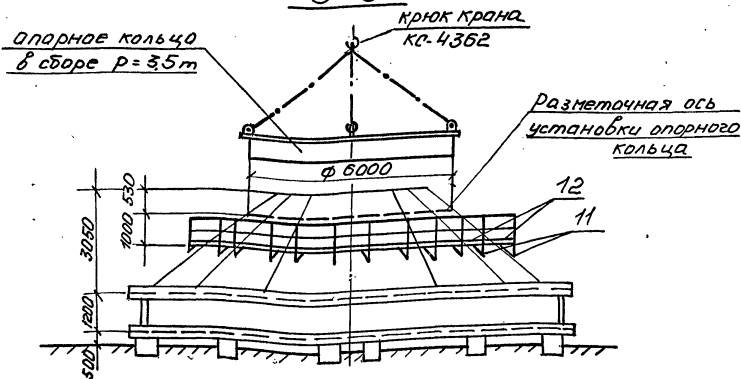 крюк крана
КС-4362
опорное кольцо
в сборе P = 3,5 т
Разметочная ось
установки опорного
кольца
ф 6000
530
1000
3050
1200
500
12
11